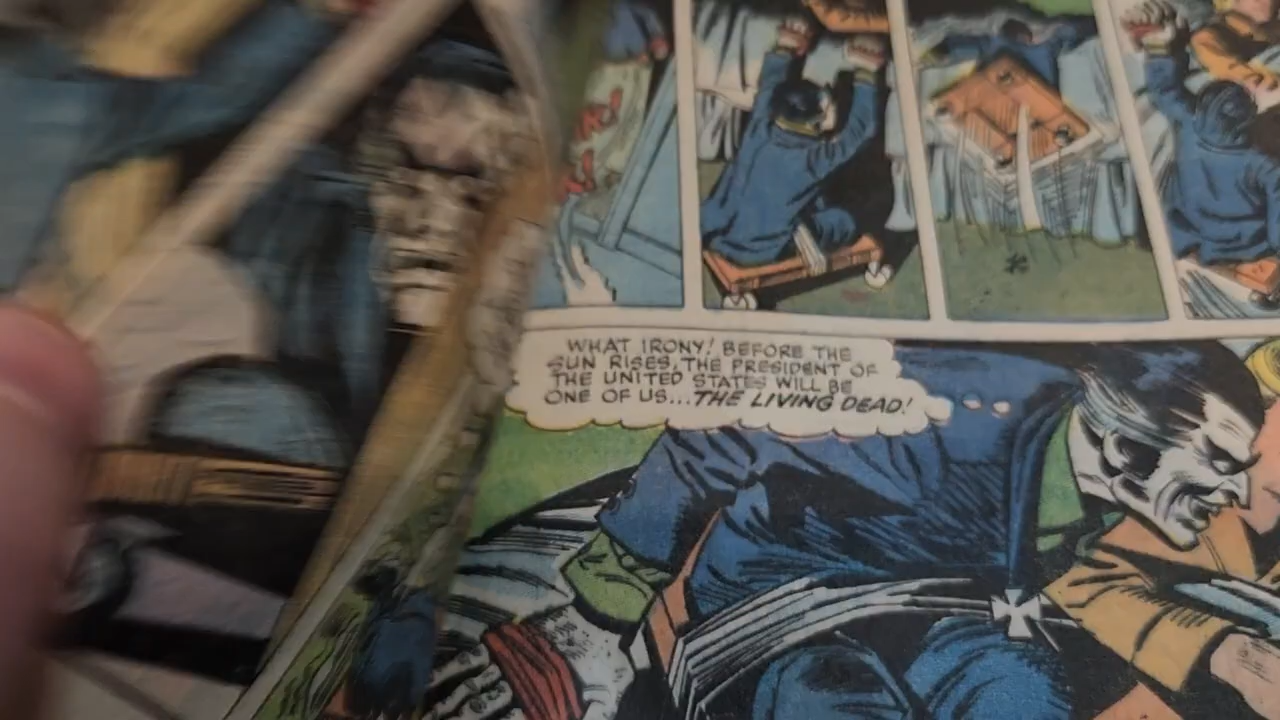 WHAT IRONY! BEFORE THE
SUN RISES, THE PRESIDENT OF
THE UNITED STATES WILL BE
ONE OF US...THE LIVING DEAD!